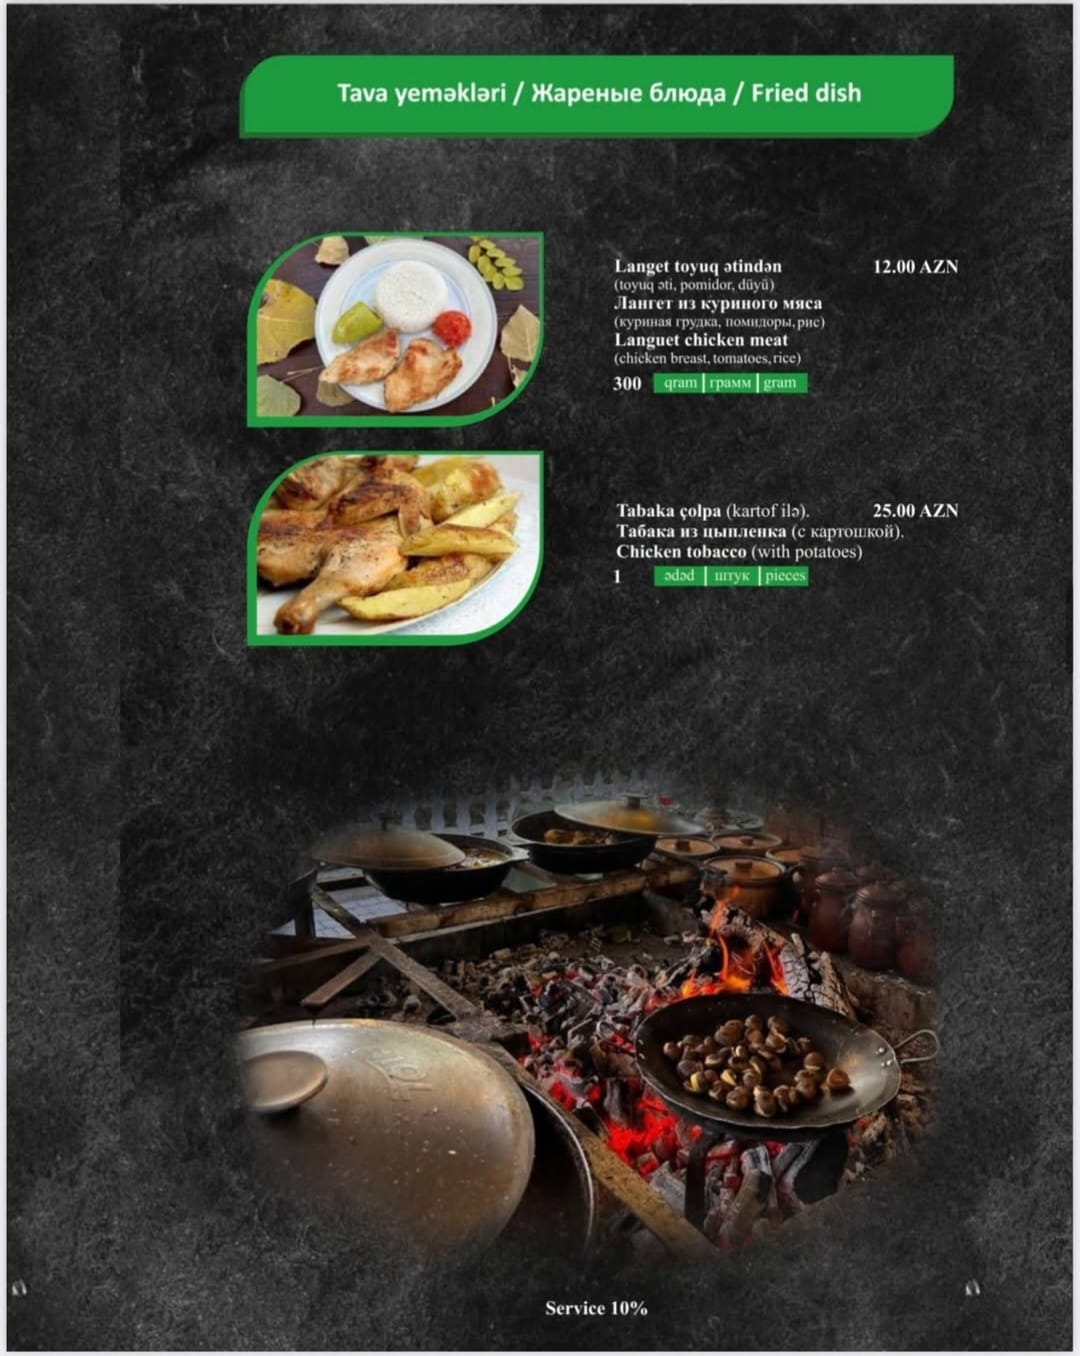 Tava yeməkləri / Жареные блюда / Fried dish
Langet toyuq ətindən 12.00 AZN
(toyuq əti, pomidor, düyü)
Лангет из куриного мяса
(куриная грудка, помидоры, рис)
Languet chicken meat
(chicken breast, tomatoes, rice)
300 qram | грамм | gram
Tabaka çolpa (kartof ilə). 25.00 AZN
Табака из цыпленка (с картошкой).
Chicken tobacco (with potatoes)
1 ədəd | штук | pieces
Service 10%